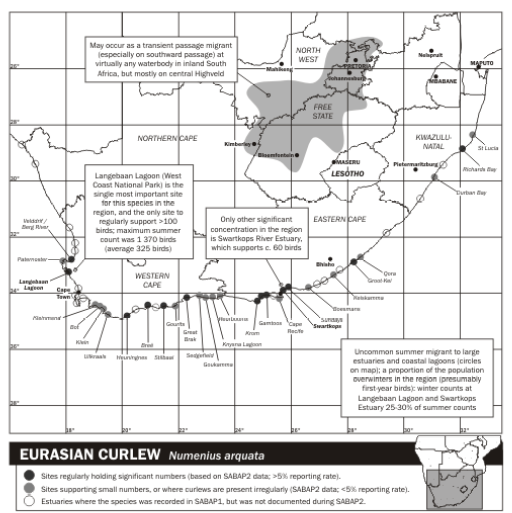 May occur as a transient passage migrant
(especially on southward passage) at
virtually any waterbody in inland South
Africa, but mostly on central Highveld
NORTH
WEST
Nelspruit
MAPUTO
Mafikeng
PRETORIA
Johannesburg
MBABANE
26°
FREE
STATE
28°
NORTHERN CAPE
KWAZULU-
NATAL
Kimberley
Bloemfontein
MASERU
LESOTHO
Pietermaritzburg
St Lucia
Richards Bay
30°
Durban Bay
Langebaan Lagoon (West
Coast National Park) is the
single most important site
for this species in the
region, and the only site to
regularly support >100
birds; maximum summer
count was 1 370 birds
(average 325 birds)
Only other significant
concentration in the region
is Swartkops River Estuary,
which supports c. 60 birds
EASTERN CAPE
Velddrif /
Berg River
32°
Paternoster
Langebaan
Lagoon
Cape
Town
WESTERN
CAPE
Bhisho
Qora
Groot-Kei
Keiskamma
34°
Boesmans
Sundays
Swartkops
Cape
Recife
Gamtoos
Krom
Keurbooms
Knysna Lagoon
Goukamma
Sedgefield
Great
Brak
Gourits
Stilbaai
Breë
Heuningnes
Uilkraals
Klein
Bot
Kleinmond
36°
Uncommon summer migrant to large
estuaries and coastal lagoons (circles
on map); a proportion of the population
overwinters in the region (presumably
first-year birds): winter counts at
Langebaan Lagoon and Swartkops
Estuary 25-30% of summer counts
38°
18°
20°
22°
24°
26°
28°
30°
32°
EURASIAN CURLEW Numenius arquata
Sites regularly holding significant numbers (based on SABAP2 data; >5% reporting rate).
Sites supporting small numbers, or where curlews are present irregularly (SABAP2 data; <5% reporting rate).
Estuaries where the species was recorded in SABAP1, but was not documented during SABAP2.